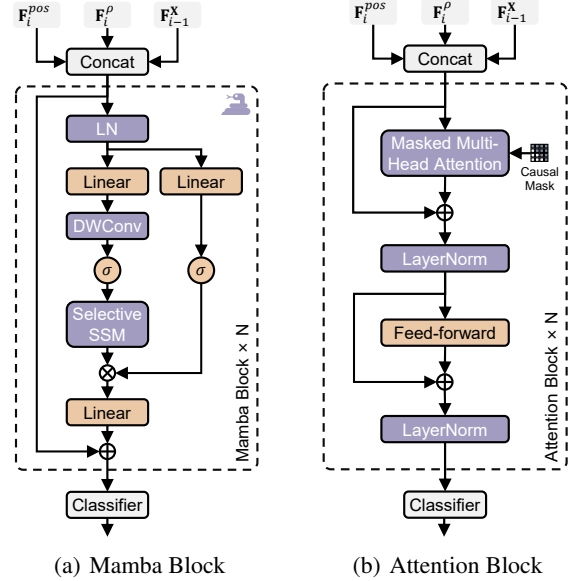 F_i^{pos} F_i^ρ F_{i-1}^X
Concat
LN
Linear Linear
DWConv
σ σ
Selective
SSM
Linear
Mamba Block × N
Classifier
(a) Mamba Block
F_i^{pos} F_i^ρ F_{i-1}^X
Concat
Masked Multi-
Head Attention
Causal
Mask
LayerNorm
Feed-forward
LayerNorm
Attention Block × N
Classifier
(b) Attention Block